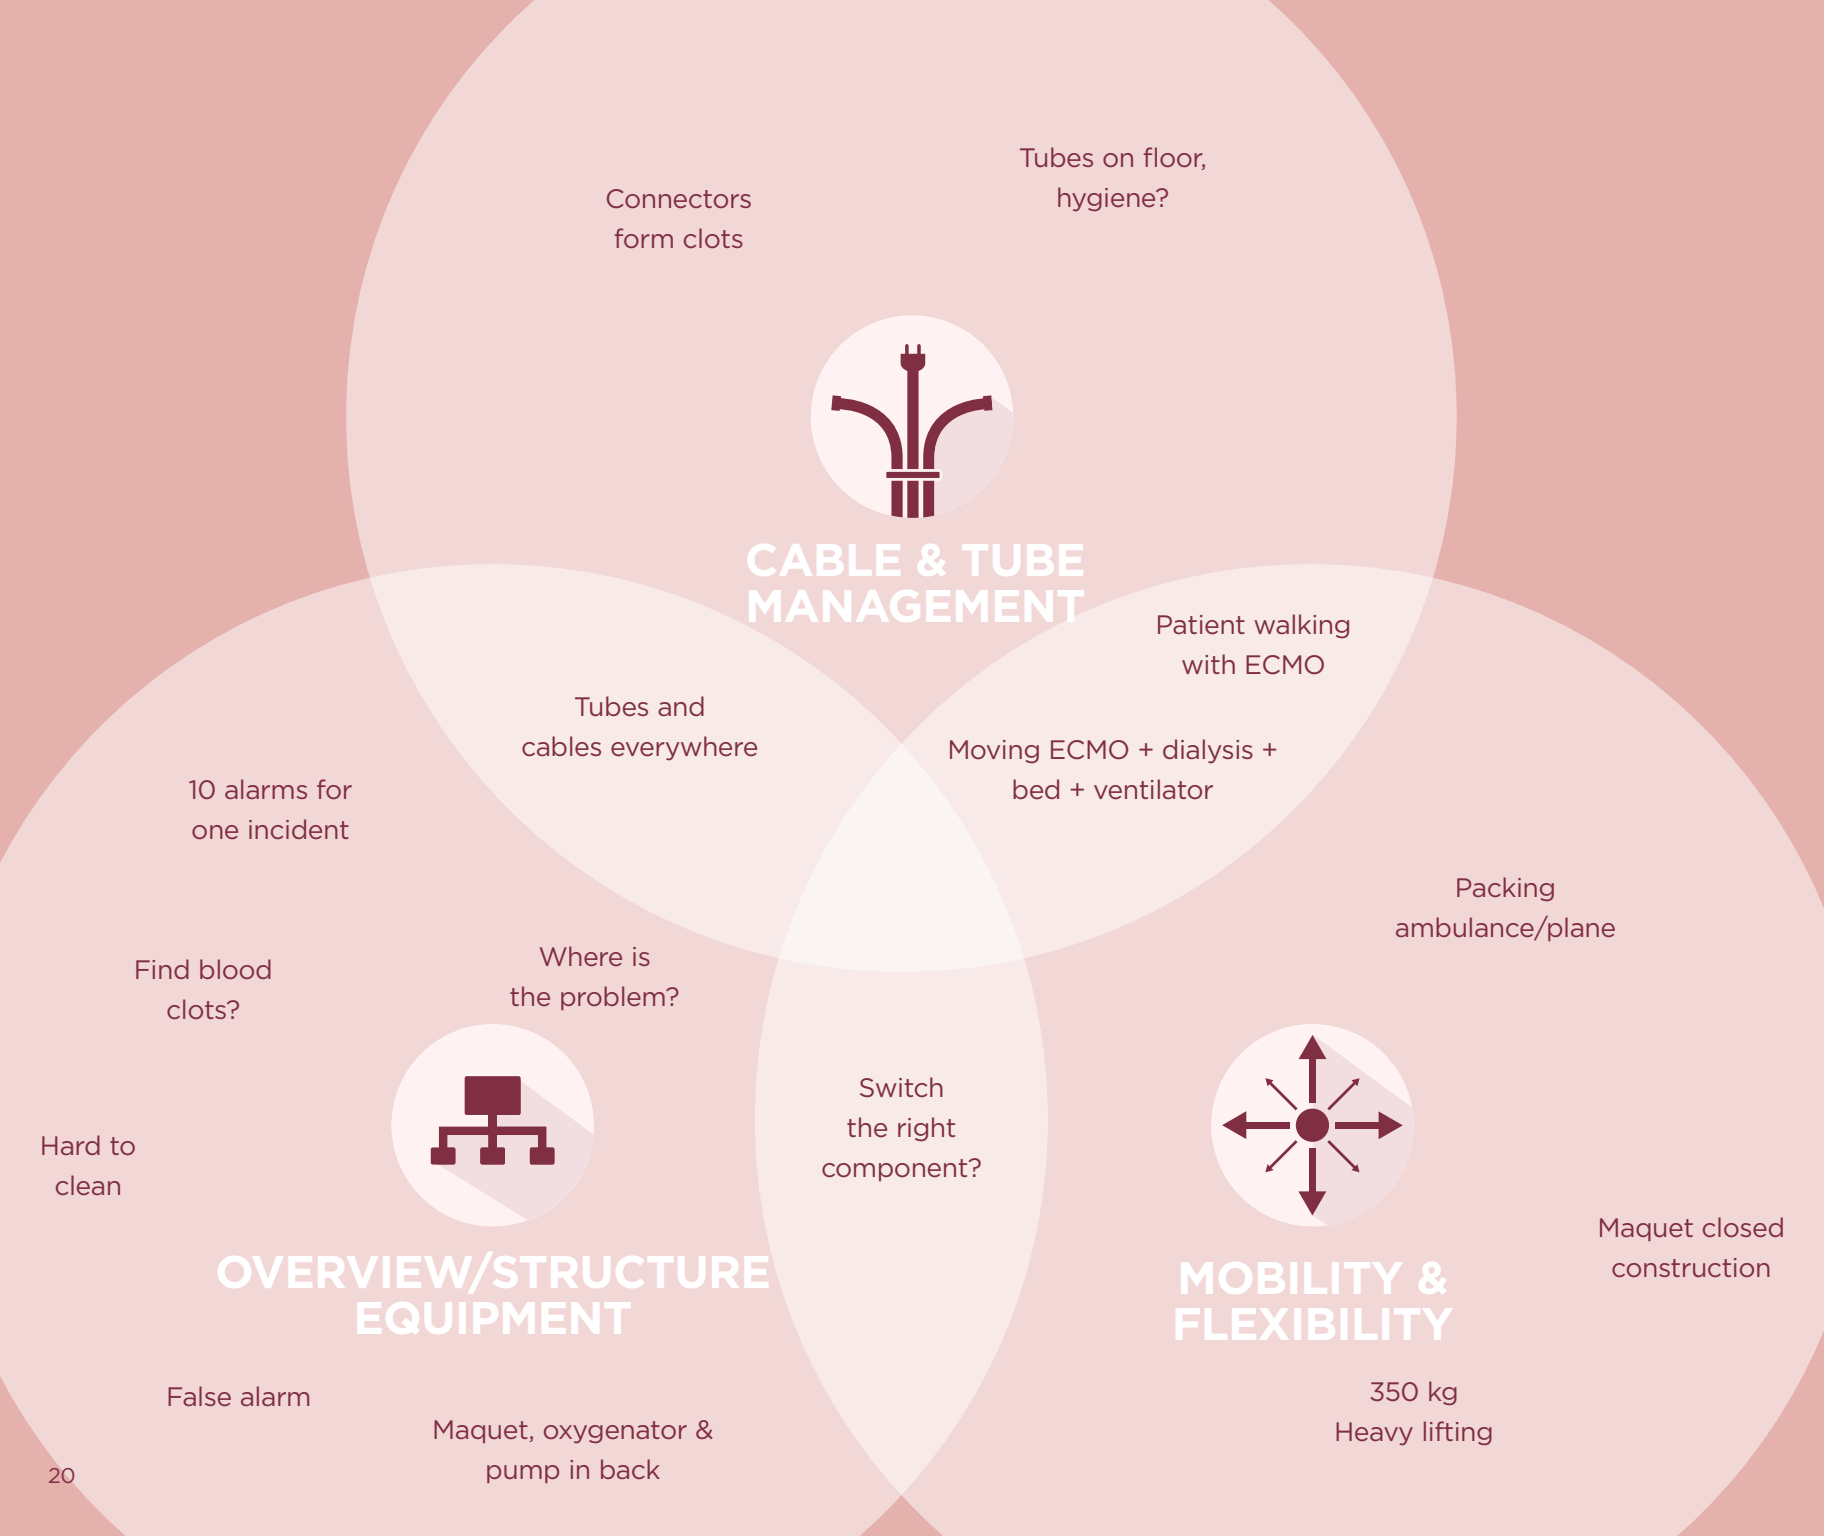 Tubes on floor,
hygiene?
Connectors
form clots
CABLE & TUBE
MANAGEMENT
Patient walking
with ECMO
Tubes and
cables everywhere
Moving ECMO + dialysis +
bed + ventilator
10 alarms for
one incident
Packing
ambulance/plane
Find blood
clots?
Where is
the problem?
Switch
the right
component?
Hard to
clean
Maquet closed
construction
OVERVIEW/STRUCTURE
EQUIPMENT
MOBILITY &
FLEXIBILITY
False alarm
350 kg
Heavy lifting
Maquet, oxygenator &
pump in back
20